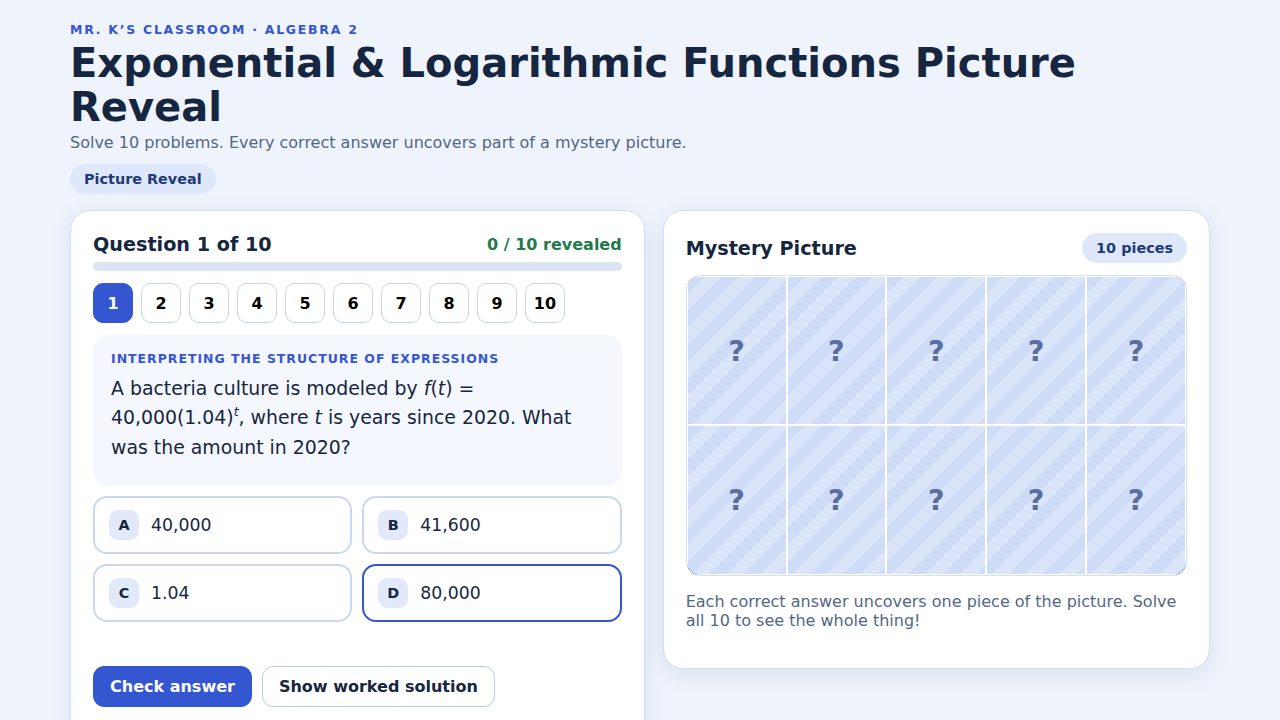 MR. K’S CLASSROOM · ALGEBRA 2
Exponential & Logarithmic Functions Picture
Reveal
Solve 10 problems. Every correct answer uncovers part of a mystery picture.
Picture Reveal
Question 1 of 10
0 / 10 revealed
1 2 3 4 5 6 7 8 9 10
INTERPRETING THE STRUCTURE OF EXPRESSIONS
A bacteria culture is modeled by f(t) =
40,000(1.04)^t, where t is years since 2020. What
was the amount in 2020?
A 40,000
B 41,600
C 1.04
D 80,000
Check answer
Show worked solution
Mystery Picture
10 pieces
? ? ? ? ?
? ? ? ? ?
Each correct answer uncovers one piece of the picture. Solve
all 10 to see the whole thing!